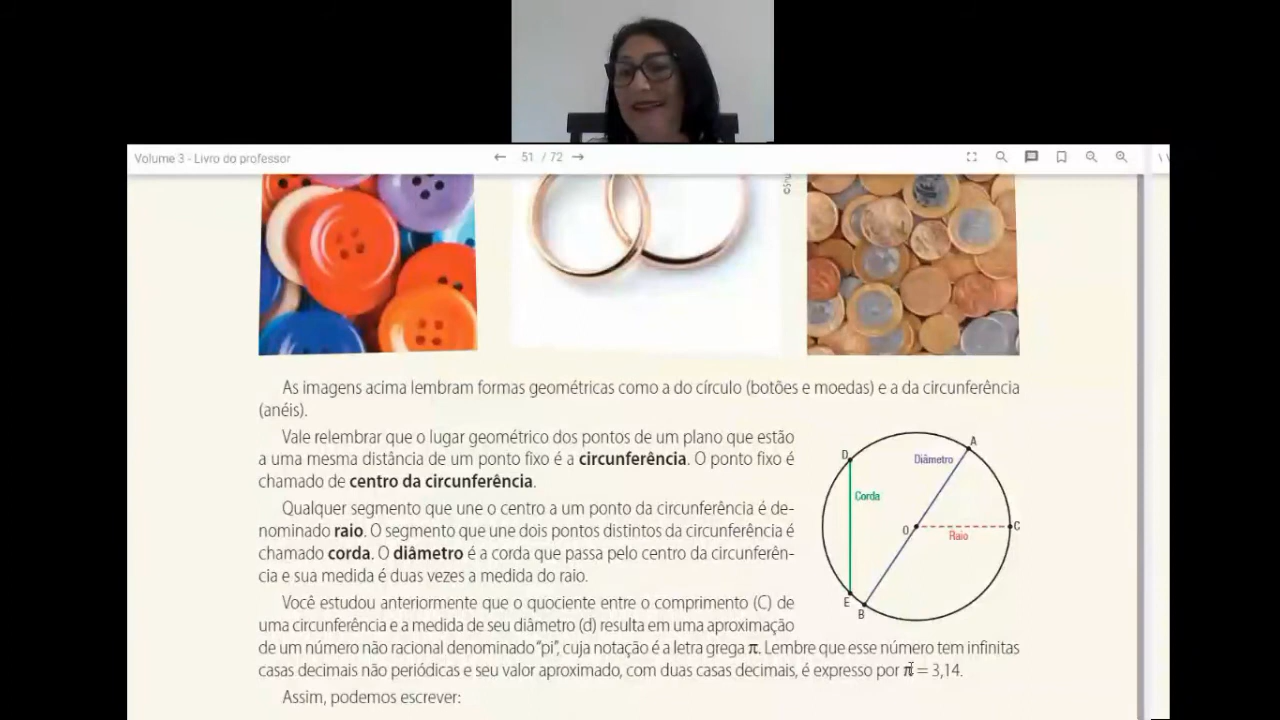 Volume 3 - Livro do professor
51 / 72
As imagens acima lembram formas geométricas como a do círculo (botões e moedas) e a da circunferência
(anéis).
Vale relembrar que o lugar geométrico dos pontos de um plano que estão
a uma mesma distância de um ponto fixo é a circunferência. O ponto fixo é
chamado de centro da circunferência.
Qualquer segmento que une o centro a um ponto da circunferência é de-
nominado raio. O segmento que une dois pontos distintos da circunferência é
chamado corda. O diâmetro é a corda que passa pelo centro da circunferên-
cia e sua medida é duas vezes a medida do raio.
Você estudou anteriormente que o quociente entre o comprimento (C) de
uma circunferência e a medida de seu diâmetro (d) resulta em uma aproximação
de um número não racional denominado "pi", cuja notação é a letra grega π. Lembre que esse número tem infinitas
casas decimais não periódicas e seu valor aproximado, com duas casas decimais, é expresso por π = 3,14.
Assim, podemos escrever:
A
D
Diâmetro
Corda
O
C
Raio
E
B